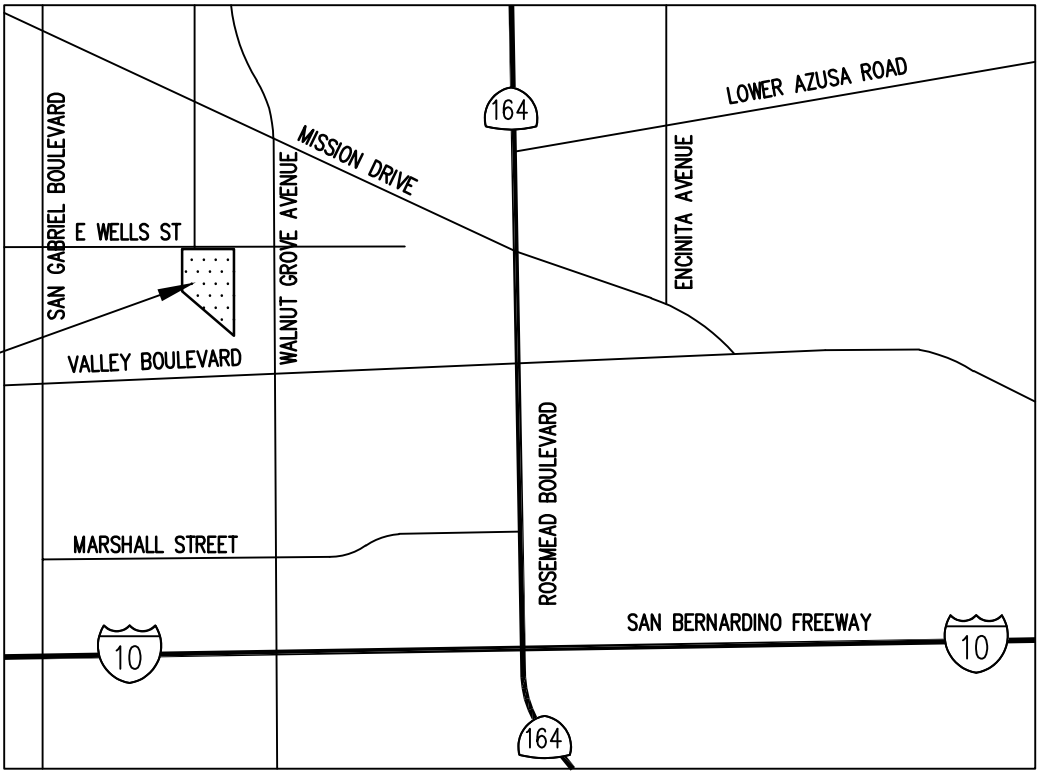 LOWER AZUSA ROAD
164
SAN GABRIEL BOULEVARD
MISSION DRIVE
ENCINITA AVENUE
WALNUT GROVE AVENUE
E WELLS ST
VALLEY BOULEVARD
ROSEMEAD BOULEVARD
MARSHALL STREET
SAN BERNARDINO FREEWAY
10
10
164